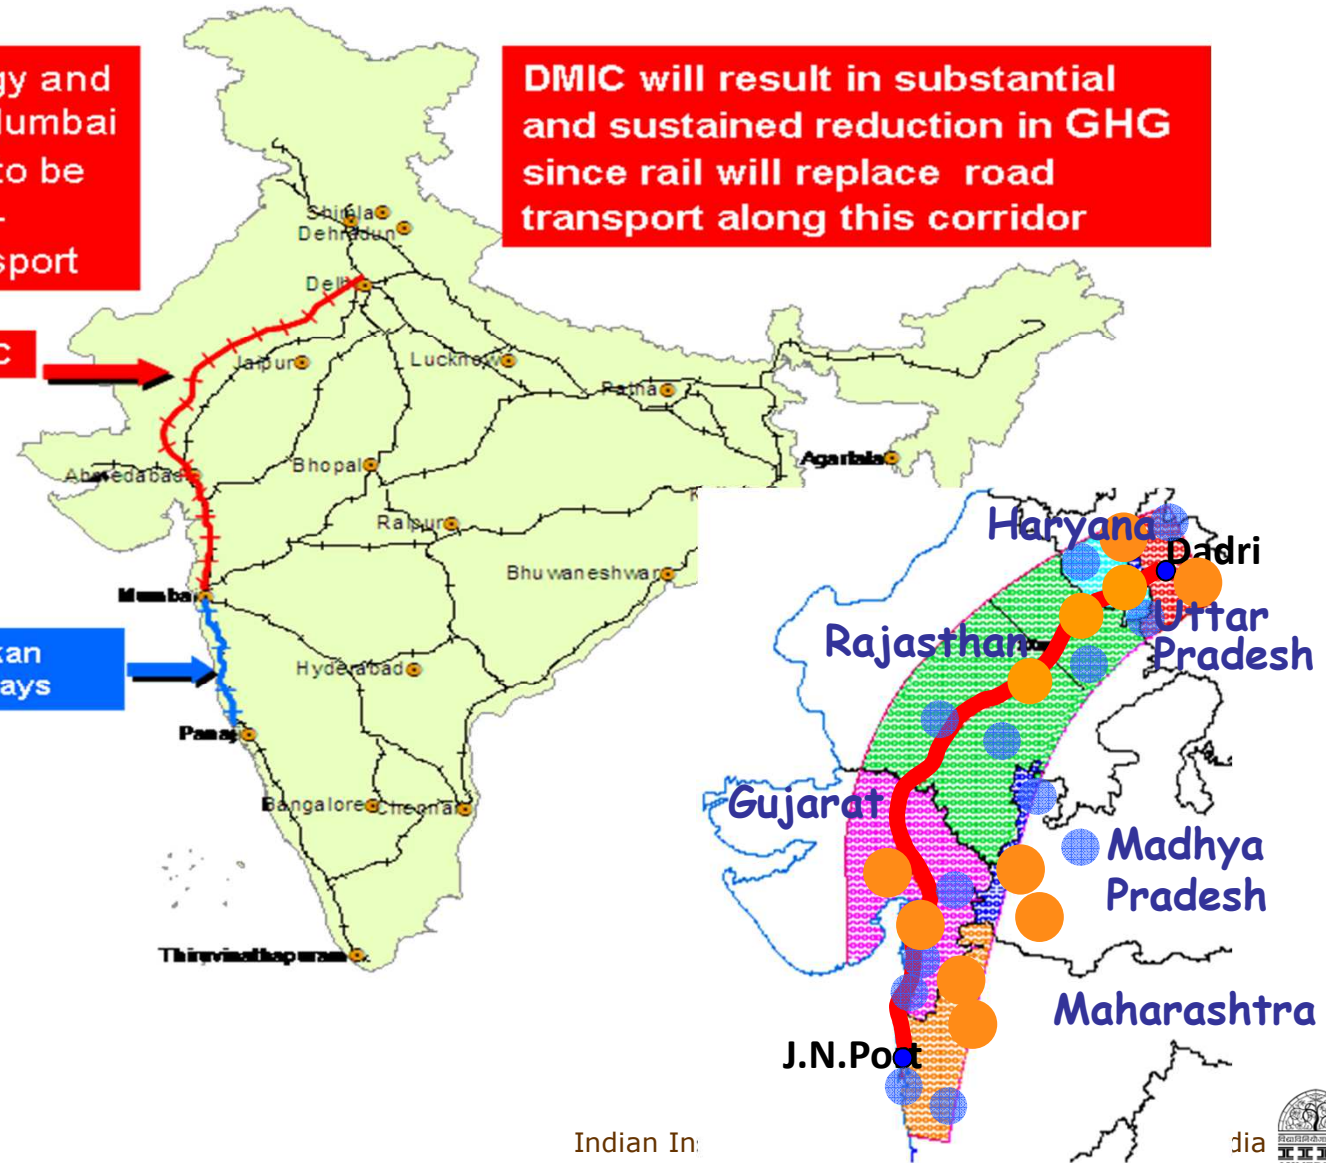 gy and
umbai
to be
-
sport
DMIC will result in substantial
and sustained reduction in GHG
since rail will replace road
transport along this corridor
Shimla
Dehradun
Delhi
C
Jaipur
Lucknow
Patna
Ahmedabad
Bhopal
Agartala
Raipur
Bhuwaneshwar
Mumbai
kan
ays
Hyderabad
Panaji
Bangalore
Chennai
Thiruvinathapuram
Haryana
Dadri
Uttar
Pradesh
Rajasthan
Gujarat
Madhya
Pradesh
Maharashtra
J.N.Port
Indian Ins
dia